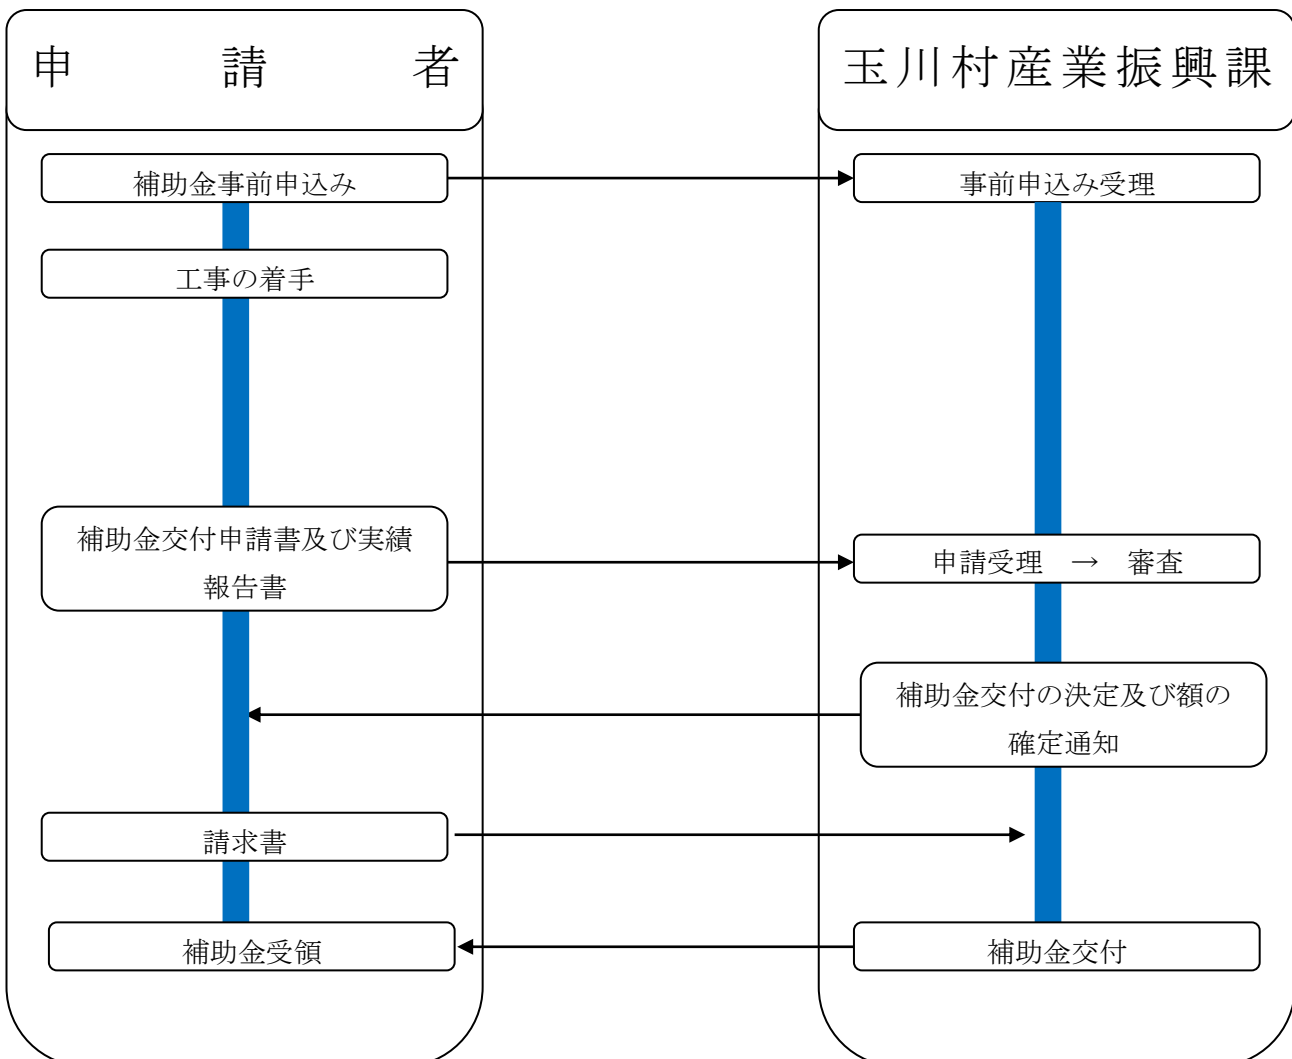 申請者
玉川村産業振興課
補助金事前申込み
事前申込み受理
工事の着手
補助金交付申請書及び実績
報告書
申請受理 → 審査
補助金交付の決定及び額の
確定通知
請求書
補助金受領
補助金交付